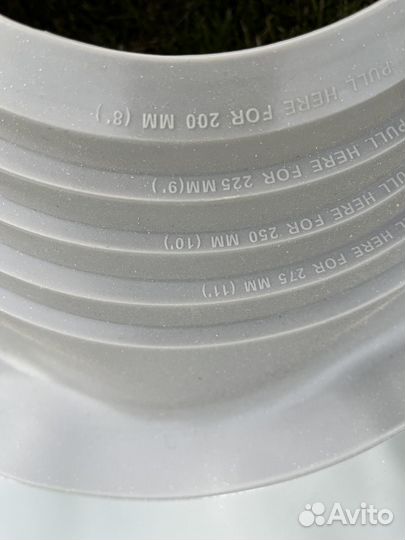 PULL HERE FOR 200 MM (8')
PULL HERE FOR 225 MM(9')
PULL HERE FOR 250 MM (10')
PULL HERE FOR 275 MM (11')
Avito